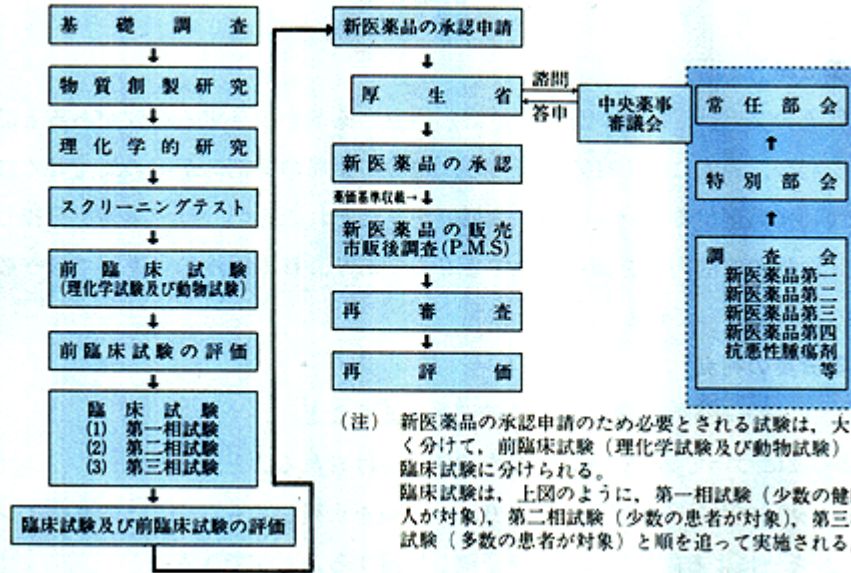 基礎調査
物質創製研究
理化学的研究
スクリーニングテスト
前臨床試験
(理化学試験及び動物試験)
前臨床試験の評価
臨床試験
(1) 第一相試験
(2) 第二相試験
(3) 第三相試験
臨床試験及び前臨床試験の評価
新医薬品の承認申請
厚生省
諮問
答申
中央薬事
審議会
新医薬品の承認
薬価基準収載→
新医薬品の販売
市販後調査(P.M.S)
再審査
再評価
常任部会
特別部会
調査会
新医薬品第一
新医薬品第二
新医薬品第三
新医薬品第四
抗悪性腫瘍剤
等
(注) 新医薬品の承認申請のため必要とされる試験は、大
く分けて、前臨床試験(理化学試験及び動物試験)
臨床試験に分けられる。
臨床試験は、上図のように、第一相試験(少数の健
人が対象)、第二相試験(少数の患者が対象)、第三
試験(多数の患者が対象)と順を追って実施される